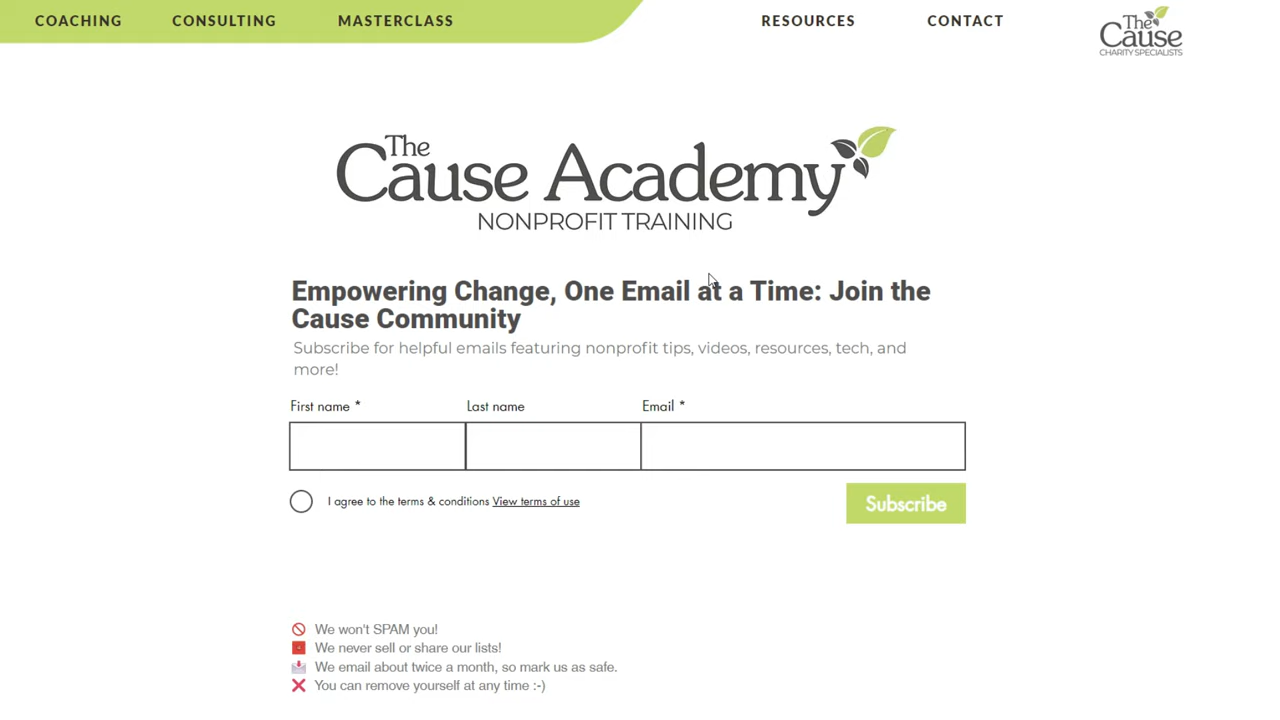 COACHING CONSULTING MASTERCLASS RESOURCES CONTACT
The
Cause
CHARITY SPECIALISTS
The
Cause Academy
NONPROFIT TRAINING
Empowering Change, One Email at a Time: Join the
Cause Community
Subscribe for helpful emails featuring nonprofit tips, videos, resources, tech, and
more!
First name * Last name Email *
I agree to the terms & conditions View terms of use Subscribe
We won't SPAM you!
We never sell or share our lists!
We email about twice a month, so mark us as safe.
You can remove yourself at any time :-)